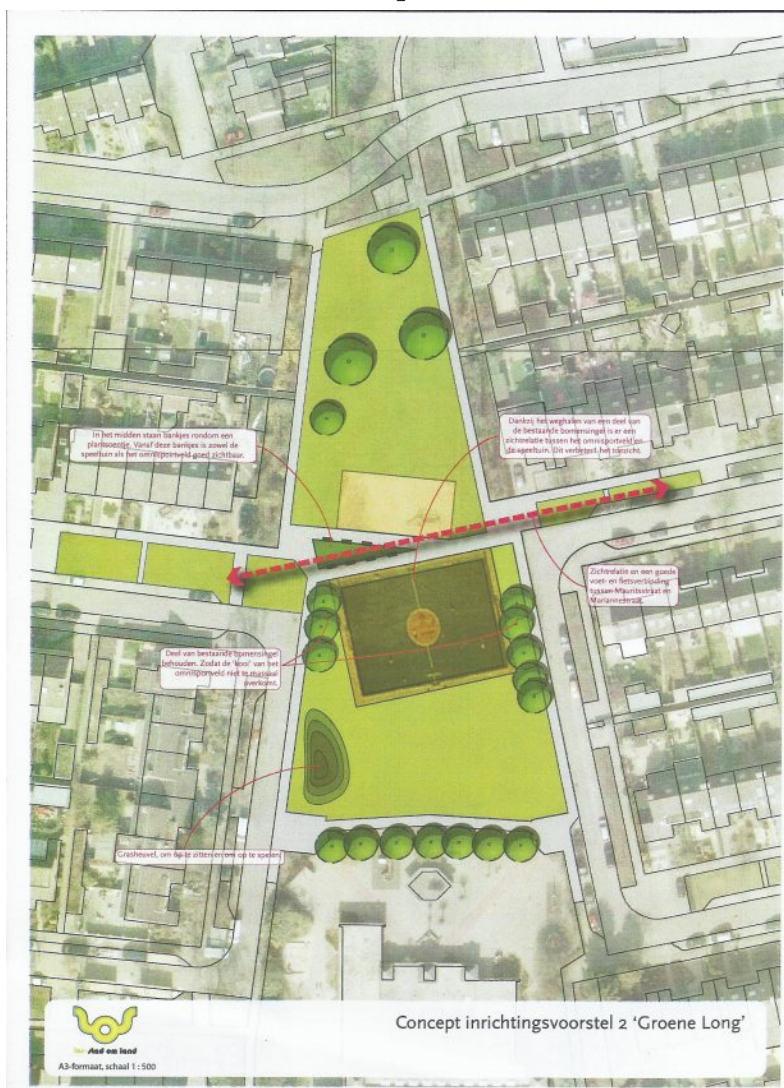 In het midden staan bankjes rondom een
plantsoentje. Vanaf deze bankjes is zowel de
speeltuin als het omnisportveld goed zichtbaar.
Dankzij het weghalen van een deel van
de bestaande bomensingel is er een
zichtrelatie tussen het omnisportveld en
de speeltuin. Dit verbetert het toezicht.
Zichtrelatie en een goede
voet- en fietsverbinding
tussen Mauritsstraat en
Mariannestraat.
Deel van bestaande bomensingel
behouden. Zodat de 'kooi' van het
omnisportveld niet te massaal
overkomt.
Grasheuvel, om op te zitten en om op te spelen.
Concept inrichtingsvoorstel 2 'Groene Long'
stad om land
A3-formaat, schaal 1 : 500